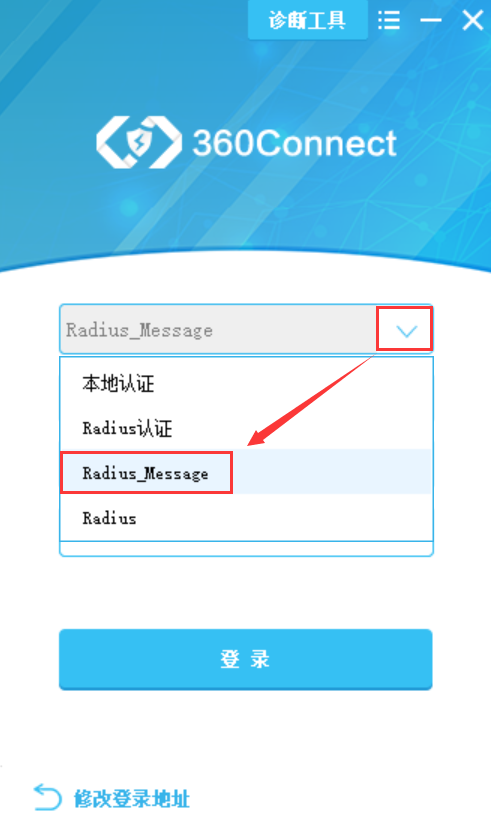 诊断工具
360Connect
Radius_Message
本地认证
Radius认证
Radius_Message
Radius
登 录
修改登录地址